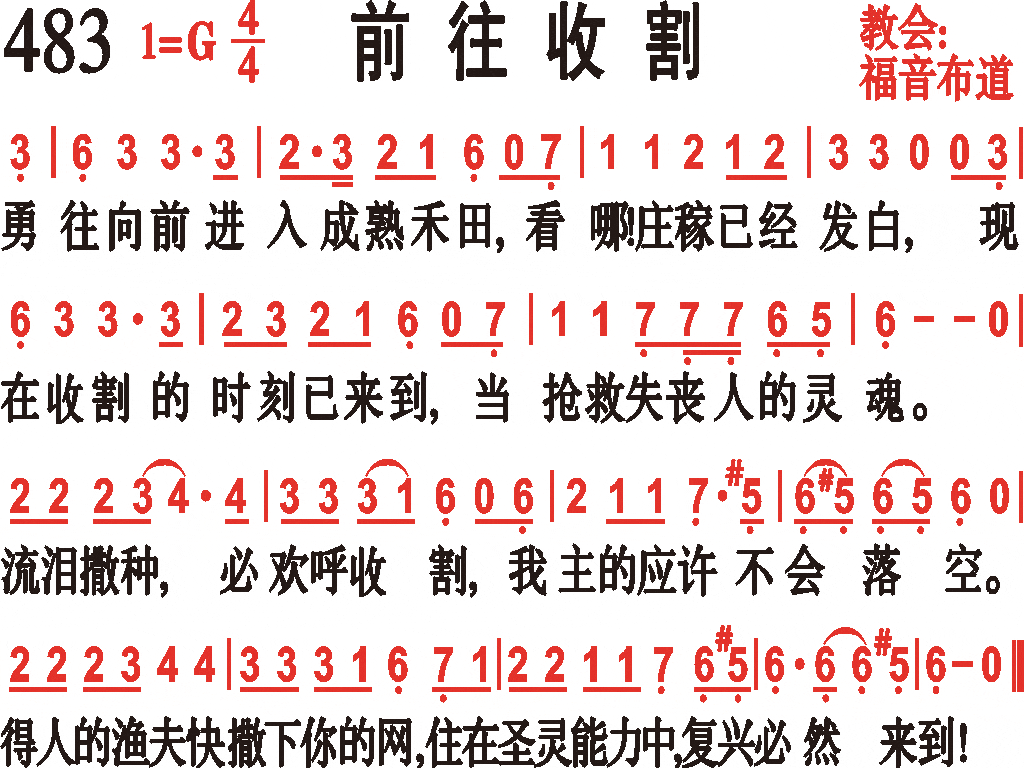 483 1=G 4/4 前往收割 教会:
福音布道
3 | 6 3 3·3 | 2·3 2 1 6 0 7 | 1 1 2 1 2 | 3 3 0 0 3 |
勇往向前进入成熟禾田,看哪!庄稼已经发白,现
6 3 3·3 | 2 3 2 1 6 0 7 | 1 1 7 7 7 6 5 | 6 - - 0 |
在收割的时刻已来到,当抢救失丧人的灵魂。
2 2 2 3 4·4 | 3 3 3 1 6 0 6 | 2 1 1 7·#5 | 6 #5 6 5 6 0 |
流泪撒种,必欢呼收割,我主的应许不会落空。
2 2 2 3 4 4 | 3 3 3 1 6 7 1 | 2 2 1 1 7 6 #5 | 6·6 6 #5 | 6 - 0 ‖
得人的渔夫快撒下你的网,住在圣灵能力中,复兴必然来到!